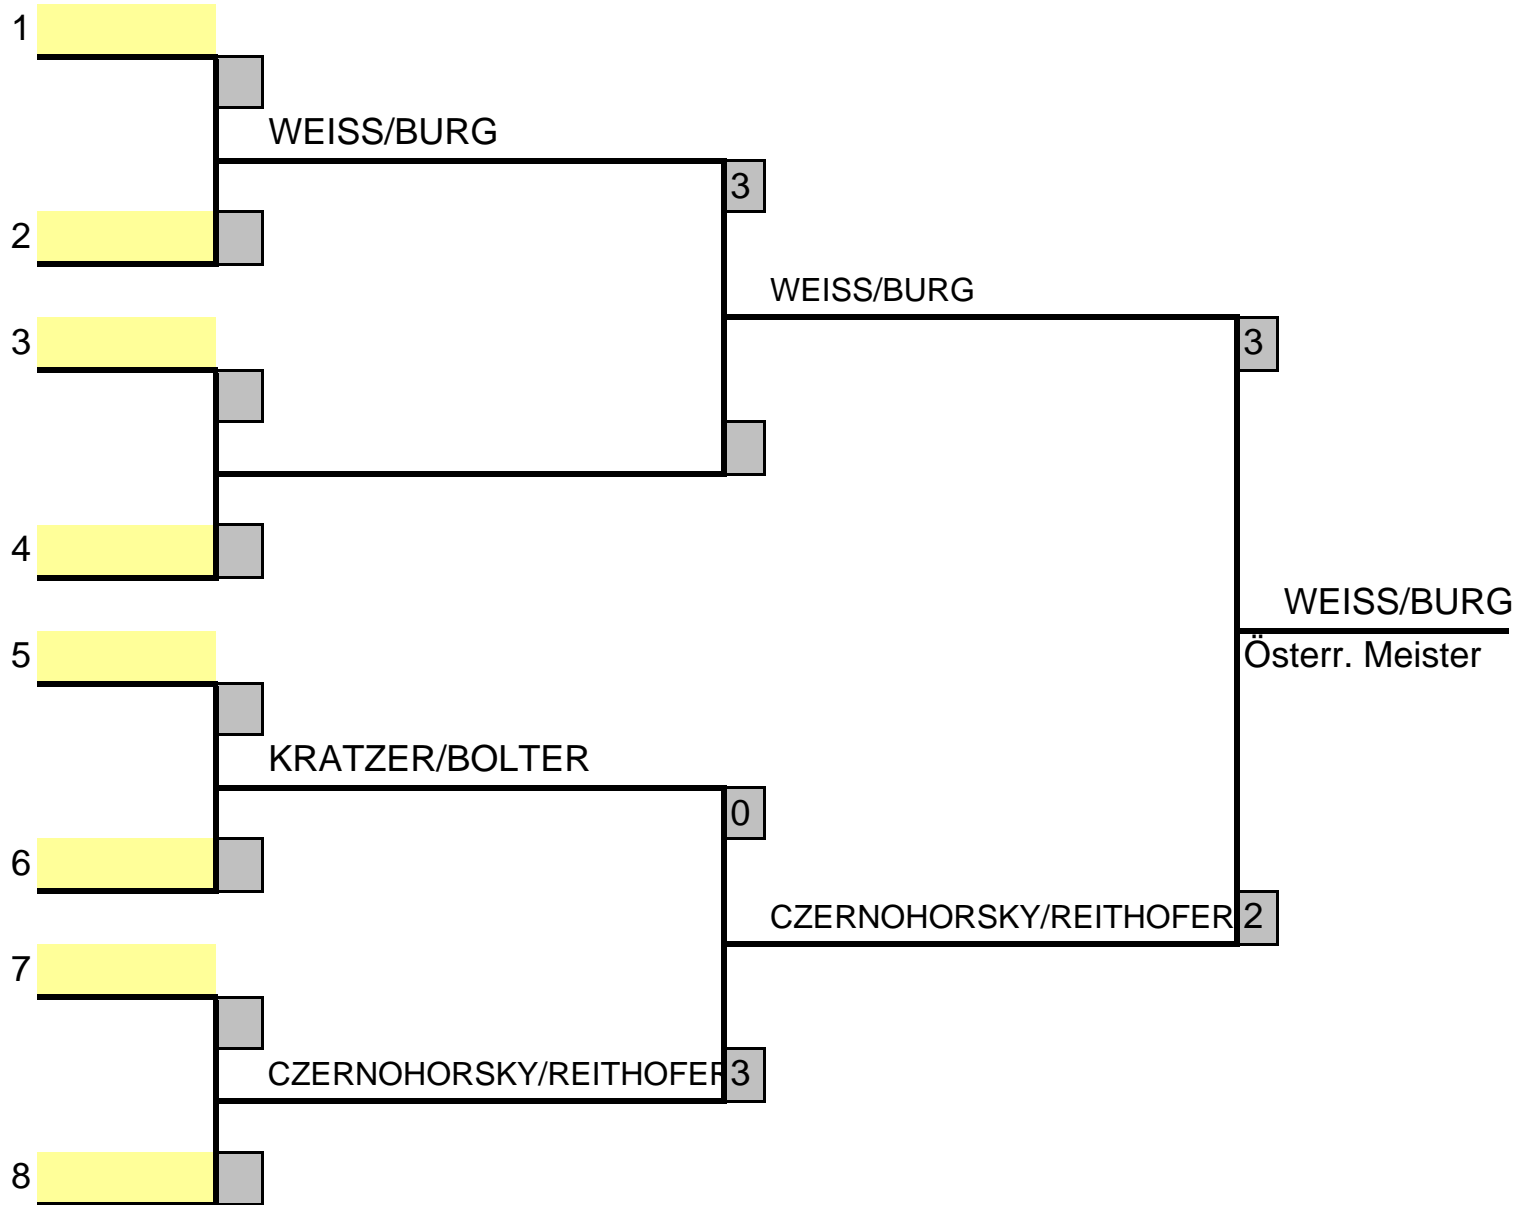 1
WEISS/BURG
3
2
WEISS/BURG
3
3
4
WEISS/BURG
Österr. Meister
5
KRATZER/BOLTER
0
6
CZERNOHORSKY/REITHOFER 2
7
CZERNOHORSKY/REITHOFER 3
8